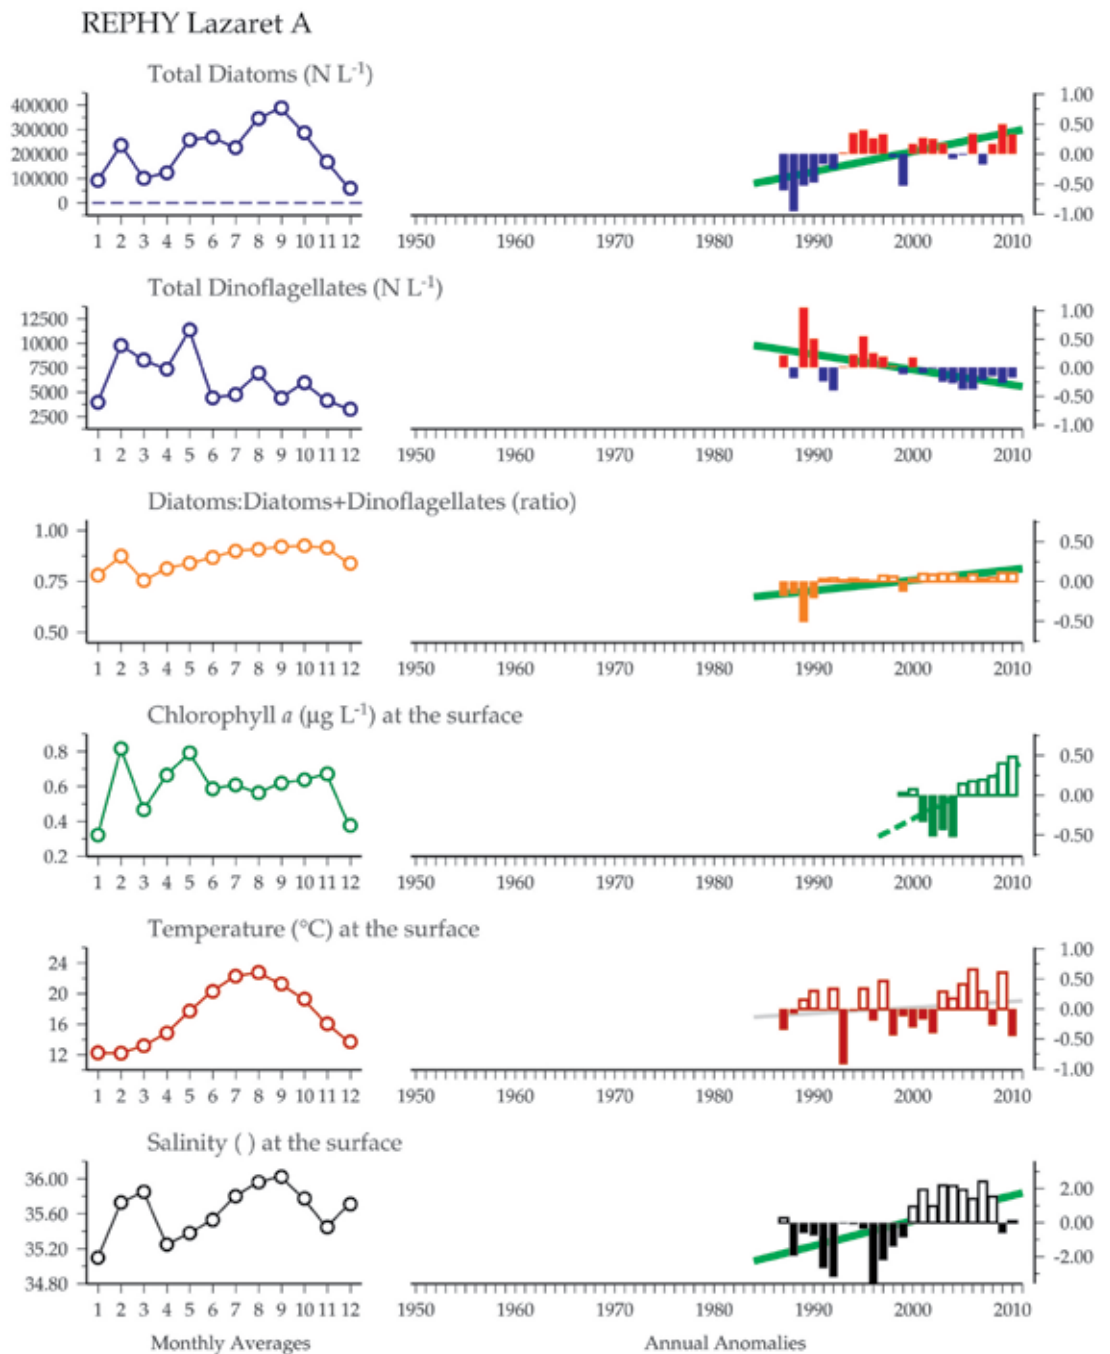 REPHY Lazaret A
Total Diatoms (N L⁻¹)
400000
300000
200000
100000
0
1 2 3 4 5 6 7 8 9 10 11 12
1950 1960 1970 1980 1990 2000 2010
1.00
0.50
0.00
-0.50
-1.00
Total Dinoflagellates (N L⁻¹)
12500
10000
7500
5000
2500
1 2 3 4 5 6 7 8 9 10 11 12
1950 1960 1970 1980 1990 2000 2010
1.00
0.50
0.00
-0.50
-1.00
Diatoms:Diatoms+Dinoflagellates (ratio)
1.00
0.75
0.50
1 2 3 4 5 6 7 8 9 10 11 12
1950 1960 1970 1980 1990 2000 2010
0.50
0.00
-0.50
Chlorophyll a (µg L⁻¹) at the surface
0.8
0.6
0.4
0.2
1 2 3 4 5 6 7 8 9 10 11 12
1950 1960 1970 1980 1990 2000 2010
0.50
0.00
-0.50
Temperature (°C) at the surface
24
20
16
12
1 2 3 4 5 6 7 8 9 10 11 12
1950 1960 1970 1980 1990 2000 2010
1.00
0.50
0.00
-0.50
-1.00
Salinity ( ) at the surface
36.00
35.60
35.20
34.80
1 2 3 4 5 6 7 8 9 10 11 12
1950 1960 1970 1980 1990 2000 2010
2.00
0.00
-2.00
Monthly Averages
Annual Anomalies